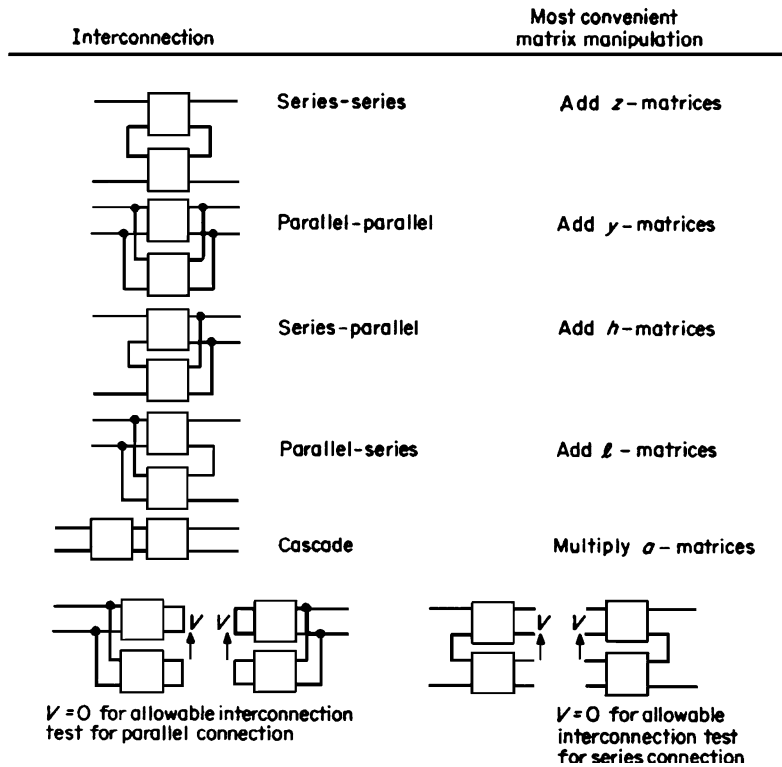 Interconnection
Most convenient
matrix manipulation
Series-series
Add z-matrices
Parallel-parallel
Add y-matrices
Series-parallel
Add h-matrices
Parallel-series
Add ℓ-matrices
Cascade
Multiply a-matrices
V V V V
V=0 for allowable interconnection
test for parallel connection
V=0 for allowable
interconnection test
for series connection